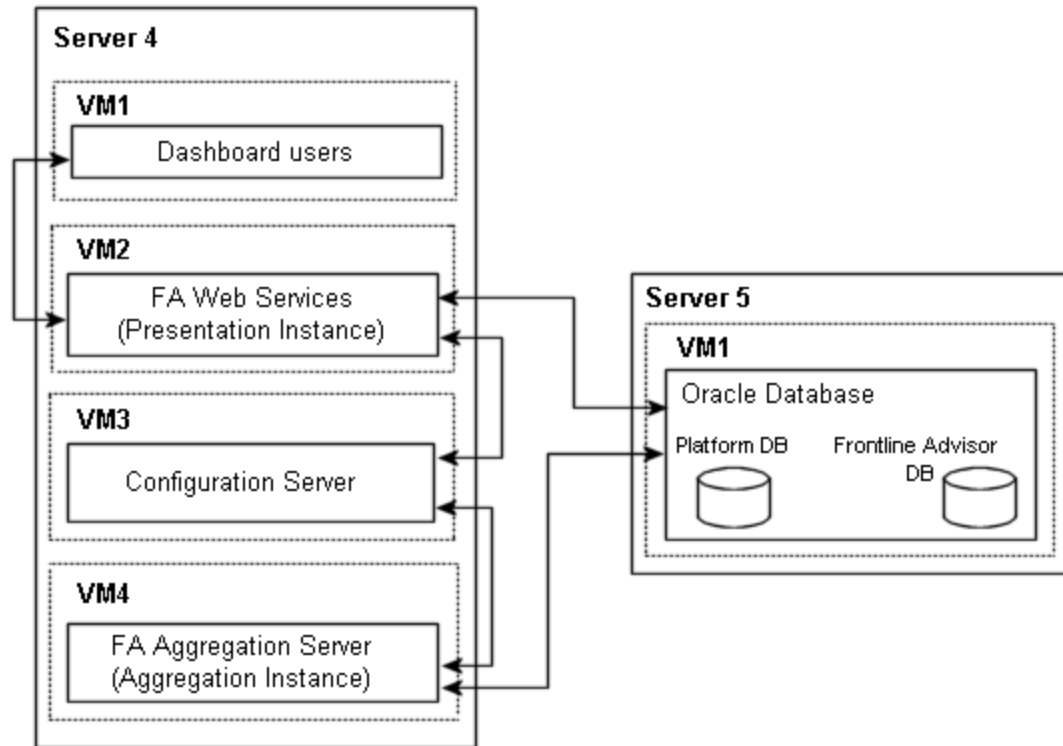 Server 4
VM1
Dashboard users
VM2
FA Web Services
(Presentation Instance)
VM3
Configuration Server
VM4
FA Aggregation Server
(Aggregation Instance)
Server 5
VM1
Oracle Database
Platform DB
Frontline Advisor
DB